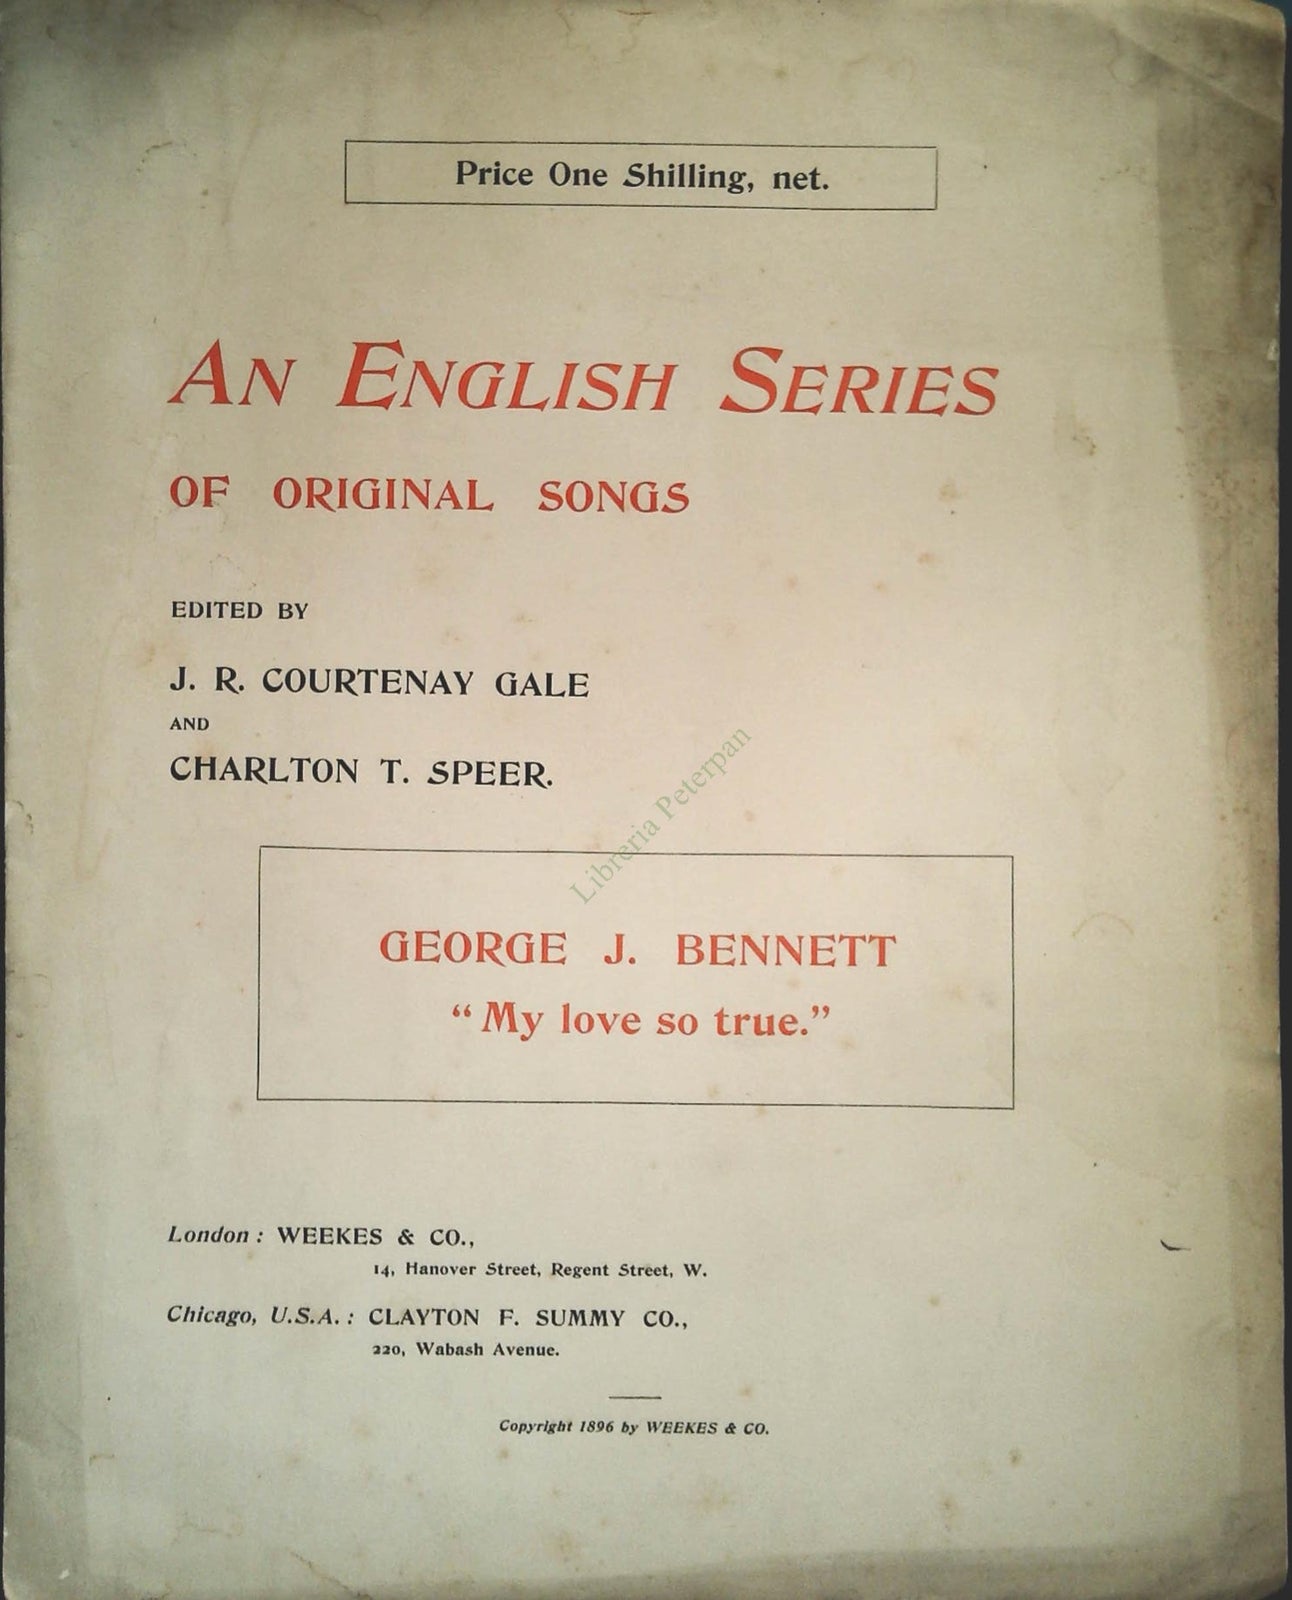 Price One Shilling, net.
AN ENGLISH SERIES
OF ORIGINAL SONGS
EDITED BY
J. R. COURTENAY GALE
AND
CHARLTON T. SPEER.
Libreria Peterpan
GEORGE J. BENNETT
"My love so true."
London: WEEKES & CO.,
14, Hanover Street, Regent Street, W.
Chicago, U.S.A.: CLAYTON F. SUMMY CO.,
220, Wabash Avenue.
Copyright 1896 by WEEKES & CO.